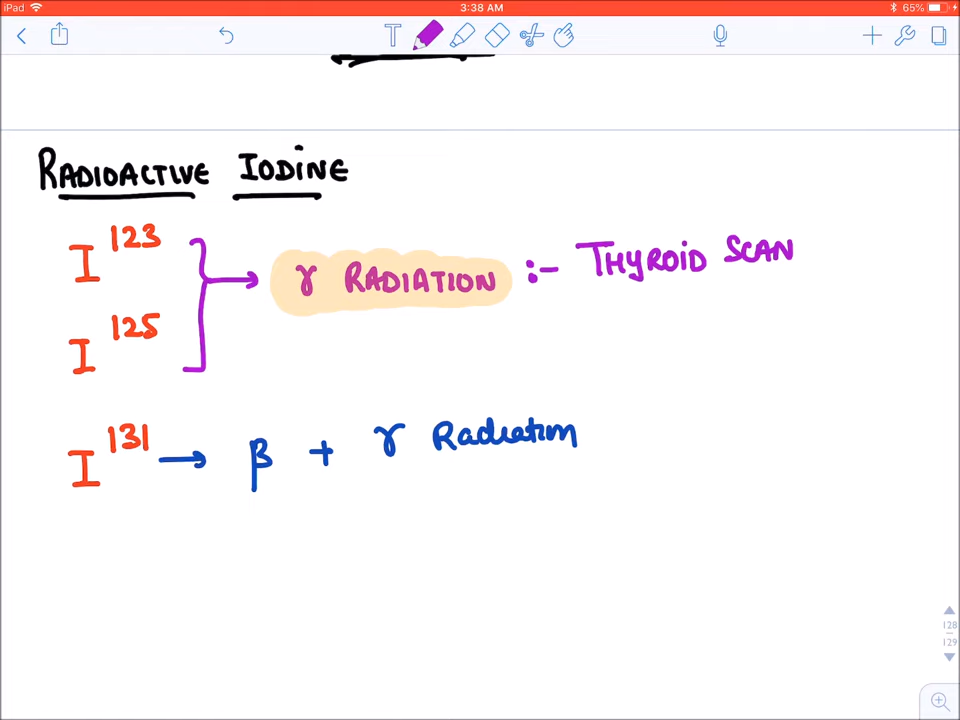 iPad 3:38 AM 65%
T
RADIOACTIVE IODINE
I 123
γ RADIATION :- THYROID SCAN
I 125
I 131 → β + γ Radiation
128
129